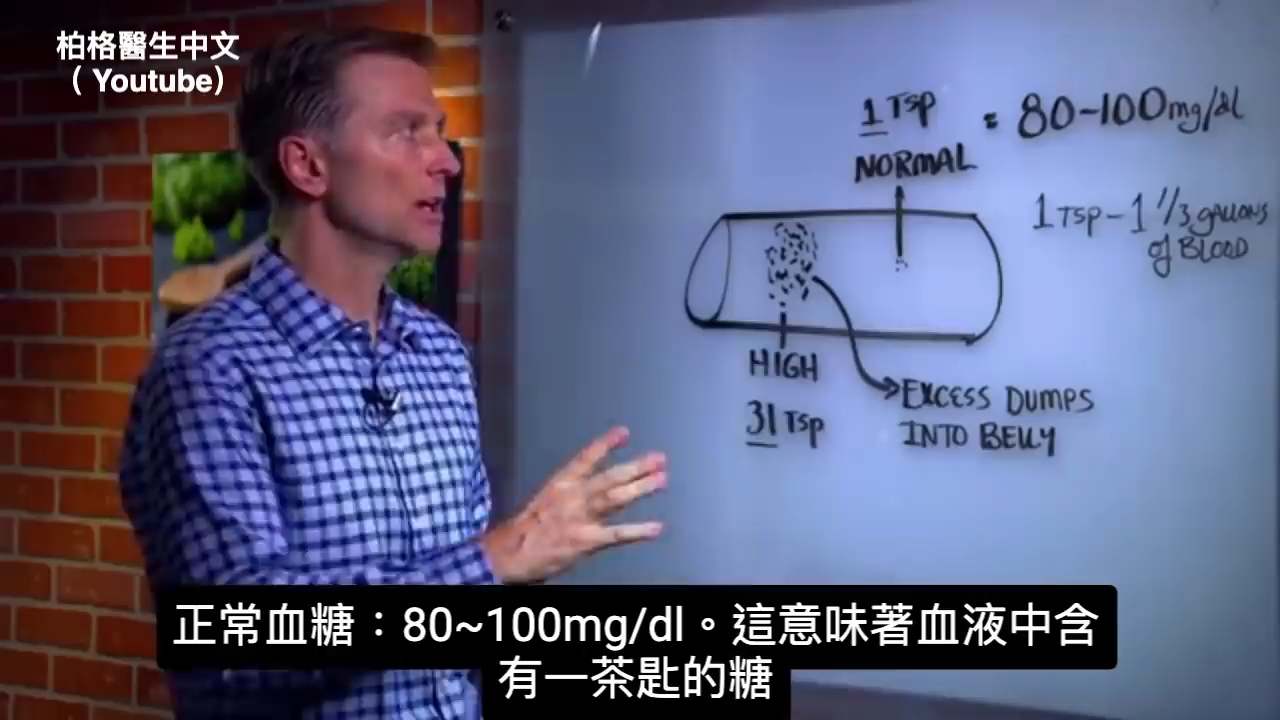 柏格醫生中文
（Youtube）
1 TSP = 80-100mg/dl
NORMAL
1 TSP - 1 1/3 GALLONS
of BLOOD
HIGH
31 TSP
EXCESS DUMPS
INTO BELLY
正常血糖：80~100mg/dl。這意味著血液中含
有一茶匙的糖